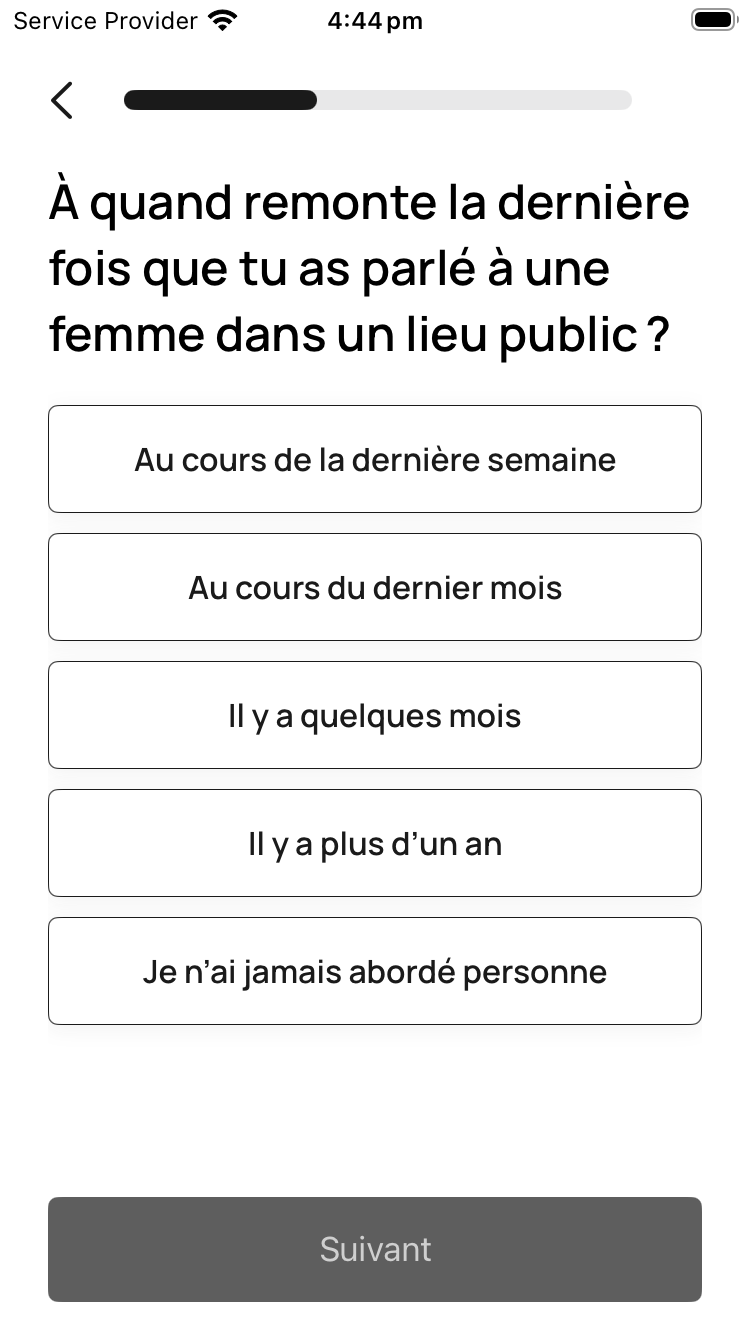 Service Provider 4:44 pm
À quand remonte la dernière
fois que tu as parlé à une
femme dans un lieu public ?
Au cours de la dernière semaine
Au cours du dernier mois
Il y a quelques mois
Il y a plus d’un an
Je n’ai jamais abordé personne
Suivant